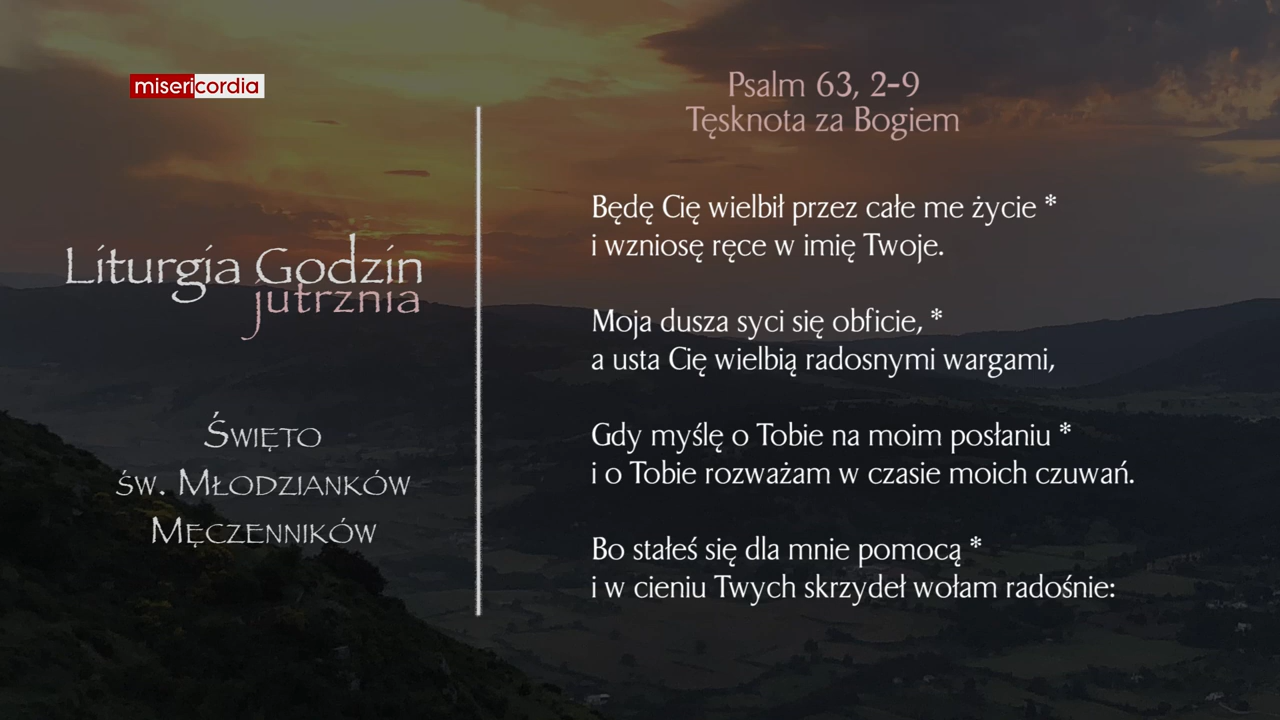 misericordia
Liturgia Godzin
jutrznia
Święto
św. Młodzianków
Męczenników
Psalm 63, 2-9
Tęsknota za Bogiem
Będę Cię wielbił przez całe me życie *
i wzniosę ręce w imię Twoje.
Moja dusza syci się obficie, *
a usta Cię wielbią radosnymi wargami,
Gdy myślę o Tobie na moim posłaniu *
i o Tobie rozważam w czasie moich czuwań.
Bo stałeś się dla mnie pomocą *
i w cieniu Twych skrzydeł wołam radośnie: